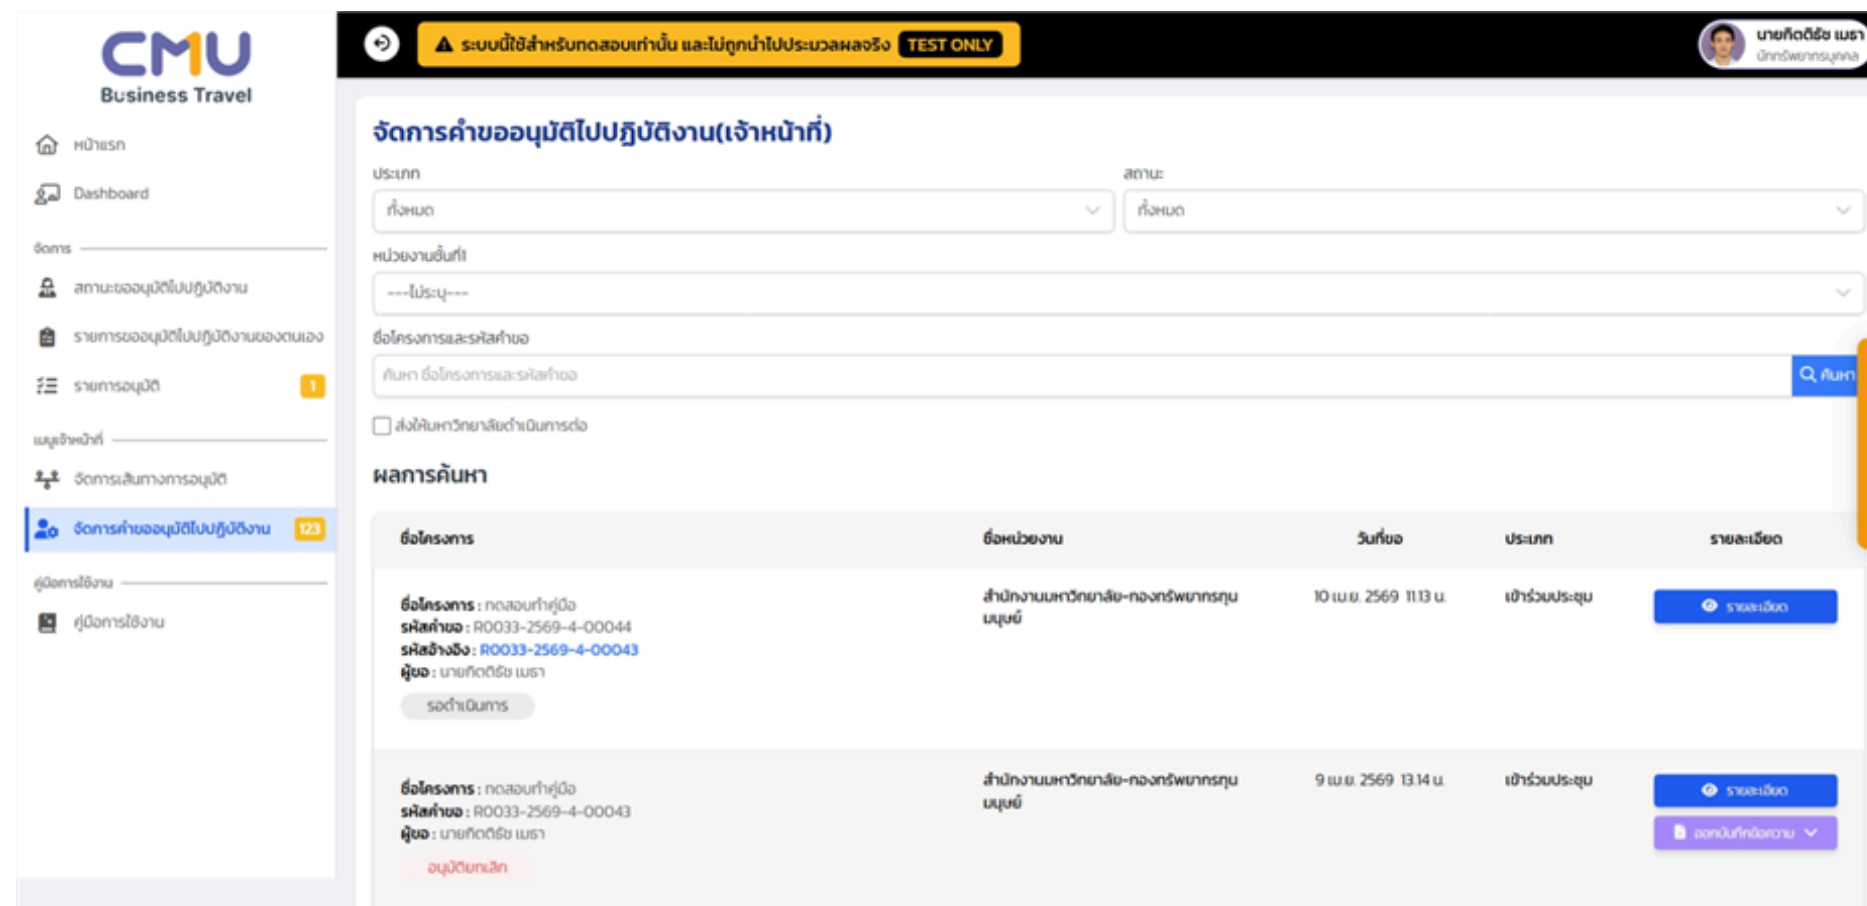 CMU
Business Travel
ระบบนี้ใช้สำหรับทดสอบเท่านั้น และไม่ถูกนำไปประมวลผลจริง TEST ONLY
นายกิตติธัช เมธา
นักทรัพยากรบุคคล
หน้าแรก
Dashboard
จัดการ
สถานะขออนุมัติไปปฏิบัติงาน
รายการขออนุมัติไปปฏิบัติงานของตนเอง
รายการอนุมัติ 1
เมนูเจ้าหน้าที่
จัดการเส้นทางการอนุมัติ
จัดการคำขออนุมัติไปปฏิบัติงาน 123
คู่มือการใช้งาน
คู่มือการใช้งาน
จัดการคำขออนุมัติไปปฏิบัติงาน(เจ้าหน้าที่)
ประเภท สถานะ
ทั้งหมด ทั้งหมด
หน่วยงานชั้นที่1
---ไม่ระบุ---
ชื่อโครงการและรหัสคำขอ
ค้นหา ชื่อโครงการและรหัสคำขอ ค้นหา
ส่งให้มหาวิทยาลัยดำเนินการต่อ
ผลการค้นหา
ชื่อโครงการ ชื่อหน่วยงาน วันที่ขอ ประเภท รายละเอียด
ชื่อโครงการ : ทดสอบทำคู่มือ สำนักงานมหาวิทยาลัย-กองทรัพยากรทุน 10 เม.ย. 2569 11.13 น. เข้าร่วมประชุม รายละเอียด
มนุษย์
รหัสคำขอ : R0033-2569-4-00044
รหัสอ้างอิง : R0033-2569-4-00043
ผู้ขอ : นายกิตติธัช เมธา
รอดำเนินการ
ชื่อโครงการ : ทดสอบทำคู่มือ สำนักงานมหาวิทยาลัย-กองทรัพยากรทุน 9 เม.ย. 2569 13.14 น. เข้าร่วมประชุม รายละเอียด
มนุษย์
รหัสคำขอ : R0033-2569-4-00043
ผู้ขอ : นายกิตติธัช เมธา ออกบันทึกข้อความ
อนุมัติยกเลิก